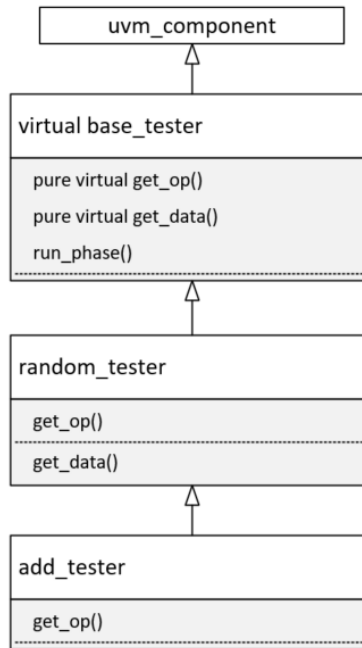 uvm_component
virtual base_tester
pure virtual get_op()
pure virtual get_data()
run_phase()
random_tester
get_op()
get_data()
add_tester
get_op()